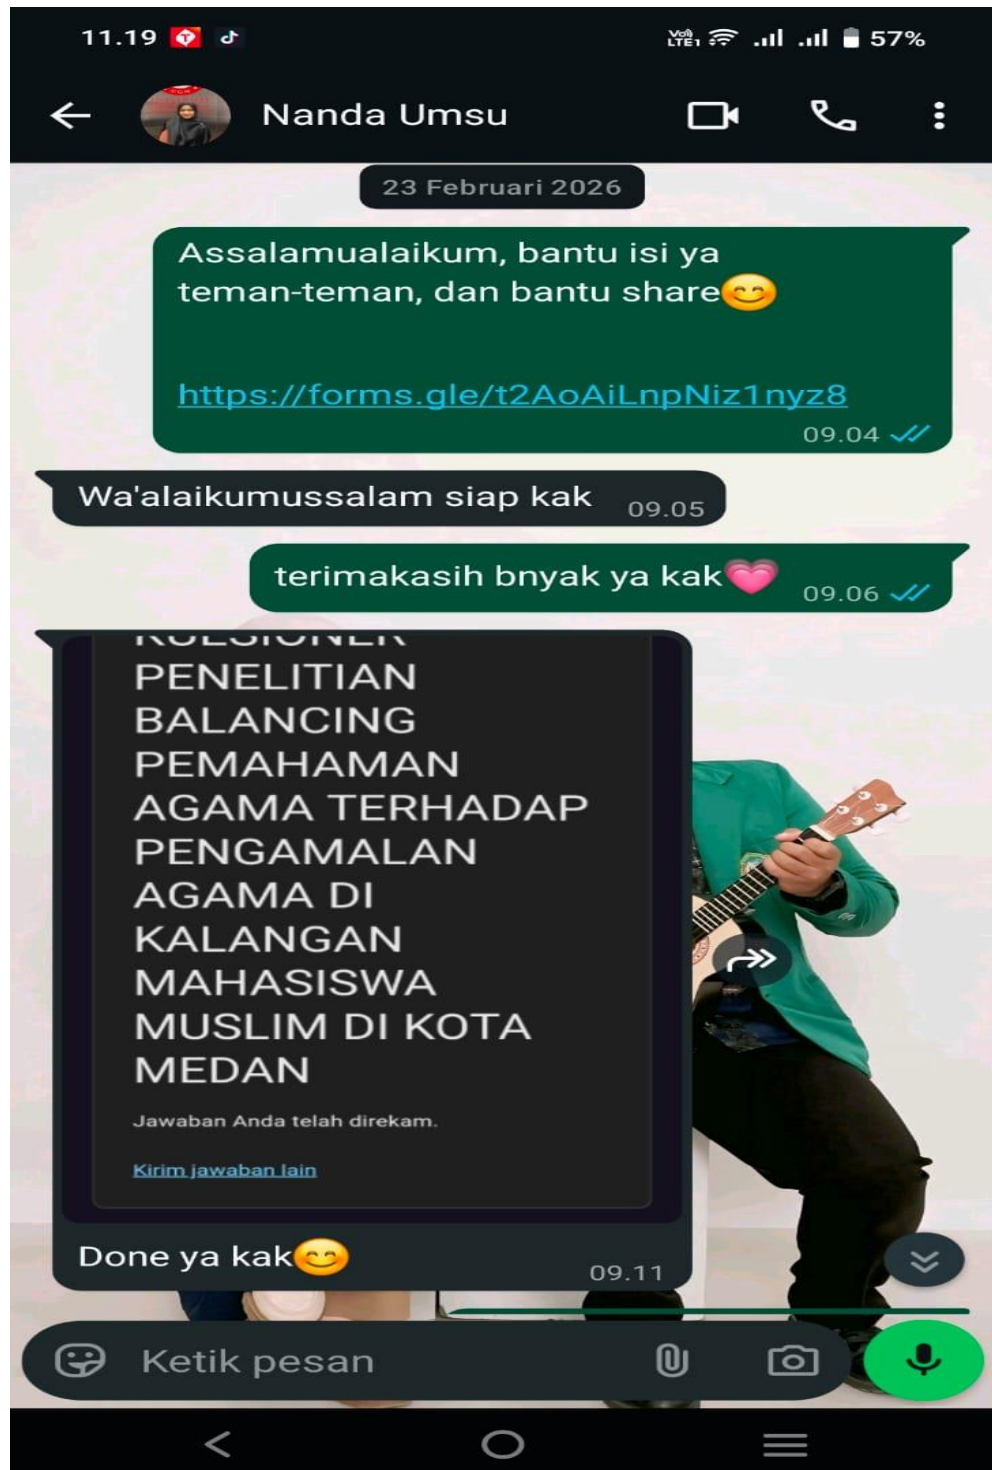 11.19
Vo)) LTE1 57%
Nanda Umsu
23 Februari 2026
Assalamualaikum, bantu isi ya
teman-teman, dan bantu share😊
https://forms.gle/t2AoAiLnpNiz1nyz8
09.04
Wa'alaikumussalam siap kak 09.05
terimakasih bnyak ya kak💗 09.06
KUESIONER
PENELITIAN
BALANCING
PEMAHAMAN
AGAMA TERHADAP
PENGAMALAN
AGAMA DI
KALANGAN
MAHASISWA
MUSLIM DI KOTA
MEDAN
Jawaban Anda telah direkam.
Kirim jawaban lain
Done ya kak😊 09.11
Ketik pesan